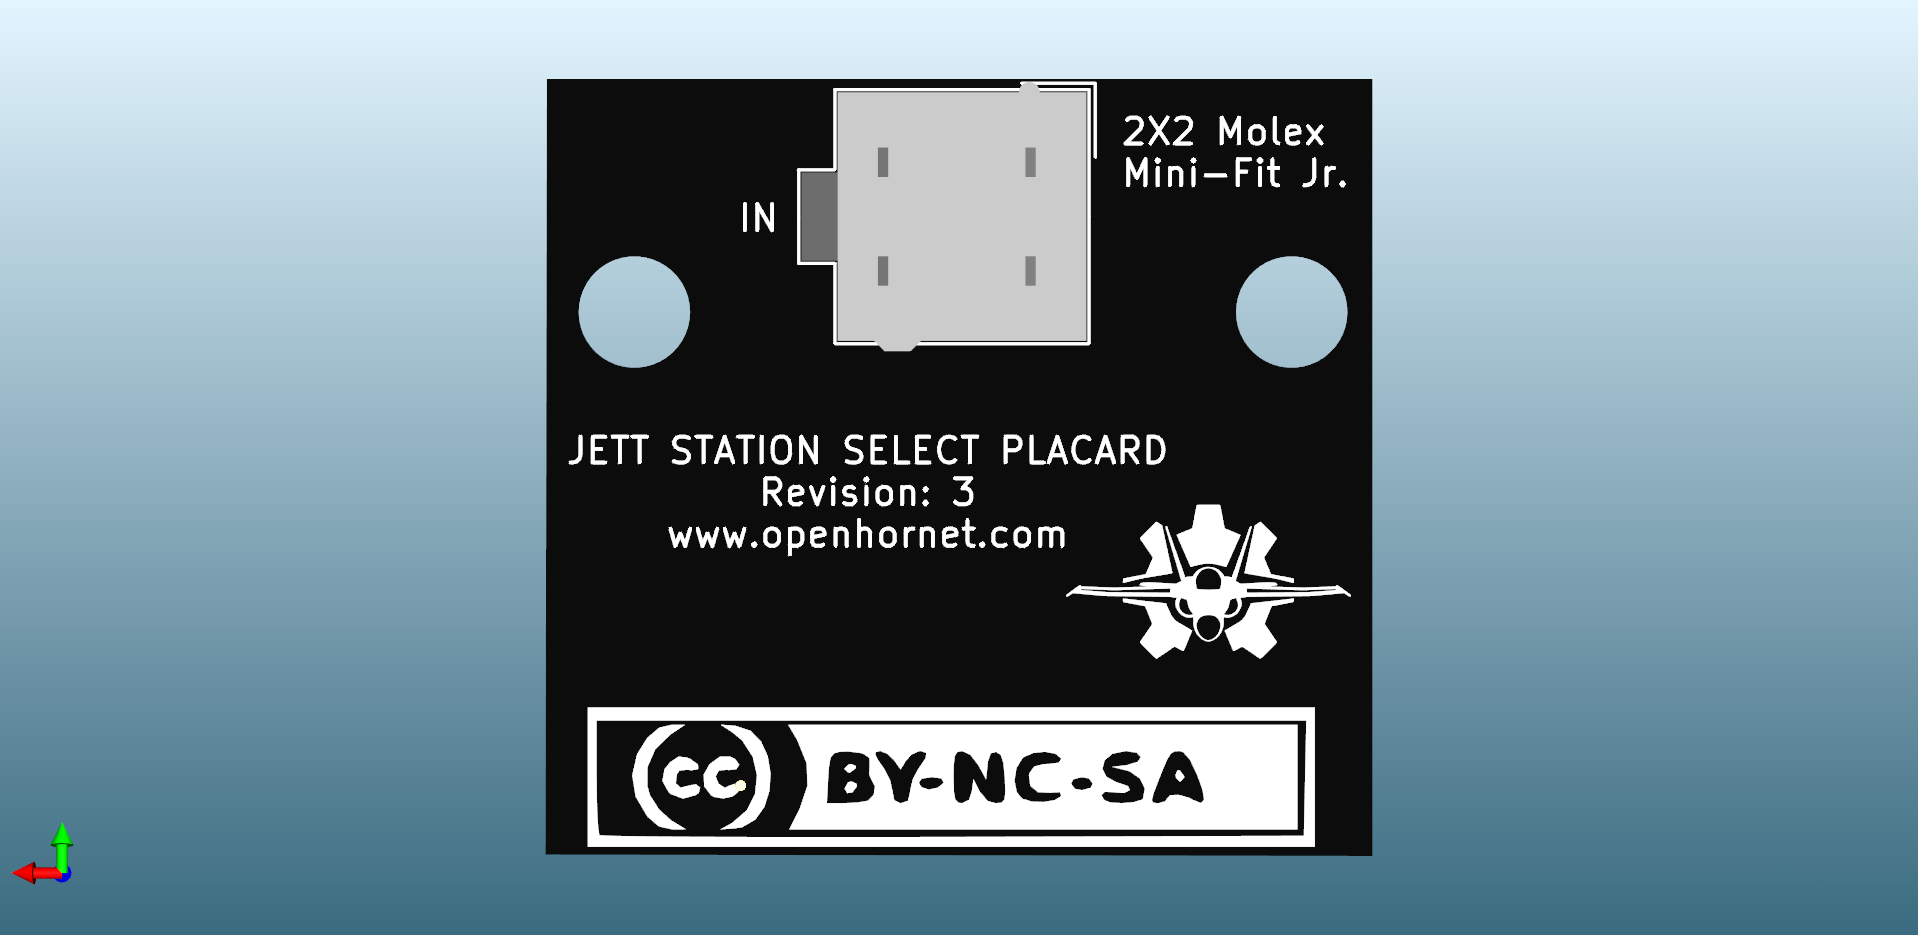 2X2 Molex
Mini-Fit Jr.
IN
JETT STATION SELECT PLACARD
Revision: 3
www.openhornet.com
cc BY-NC-SA